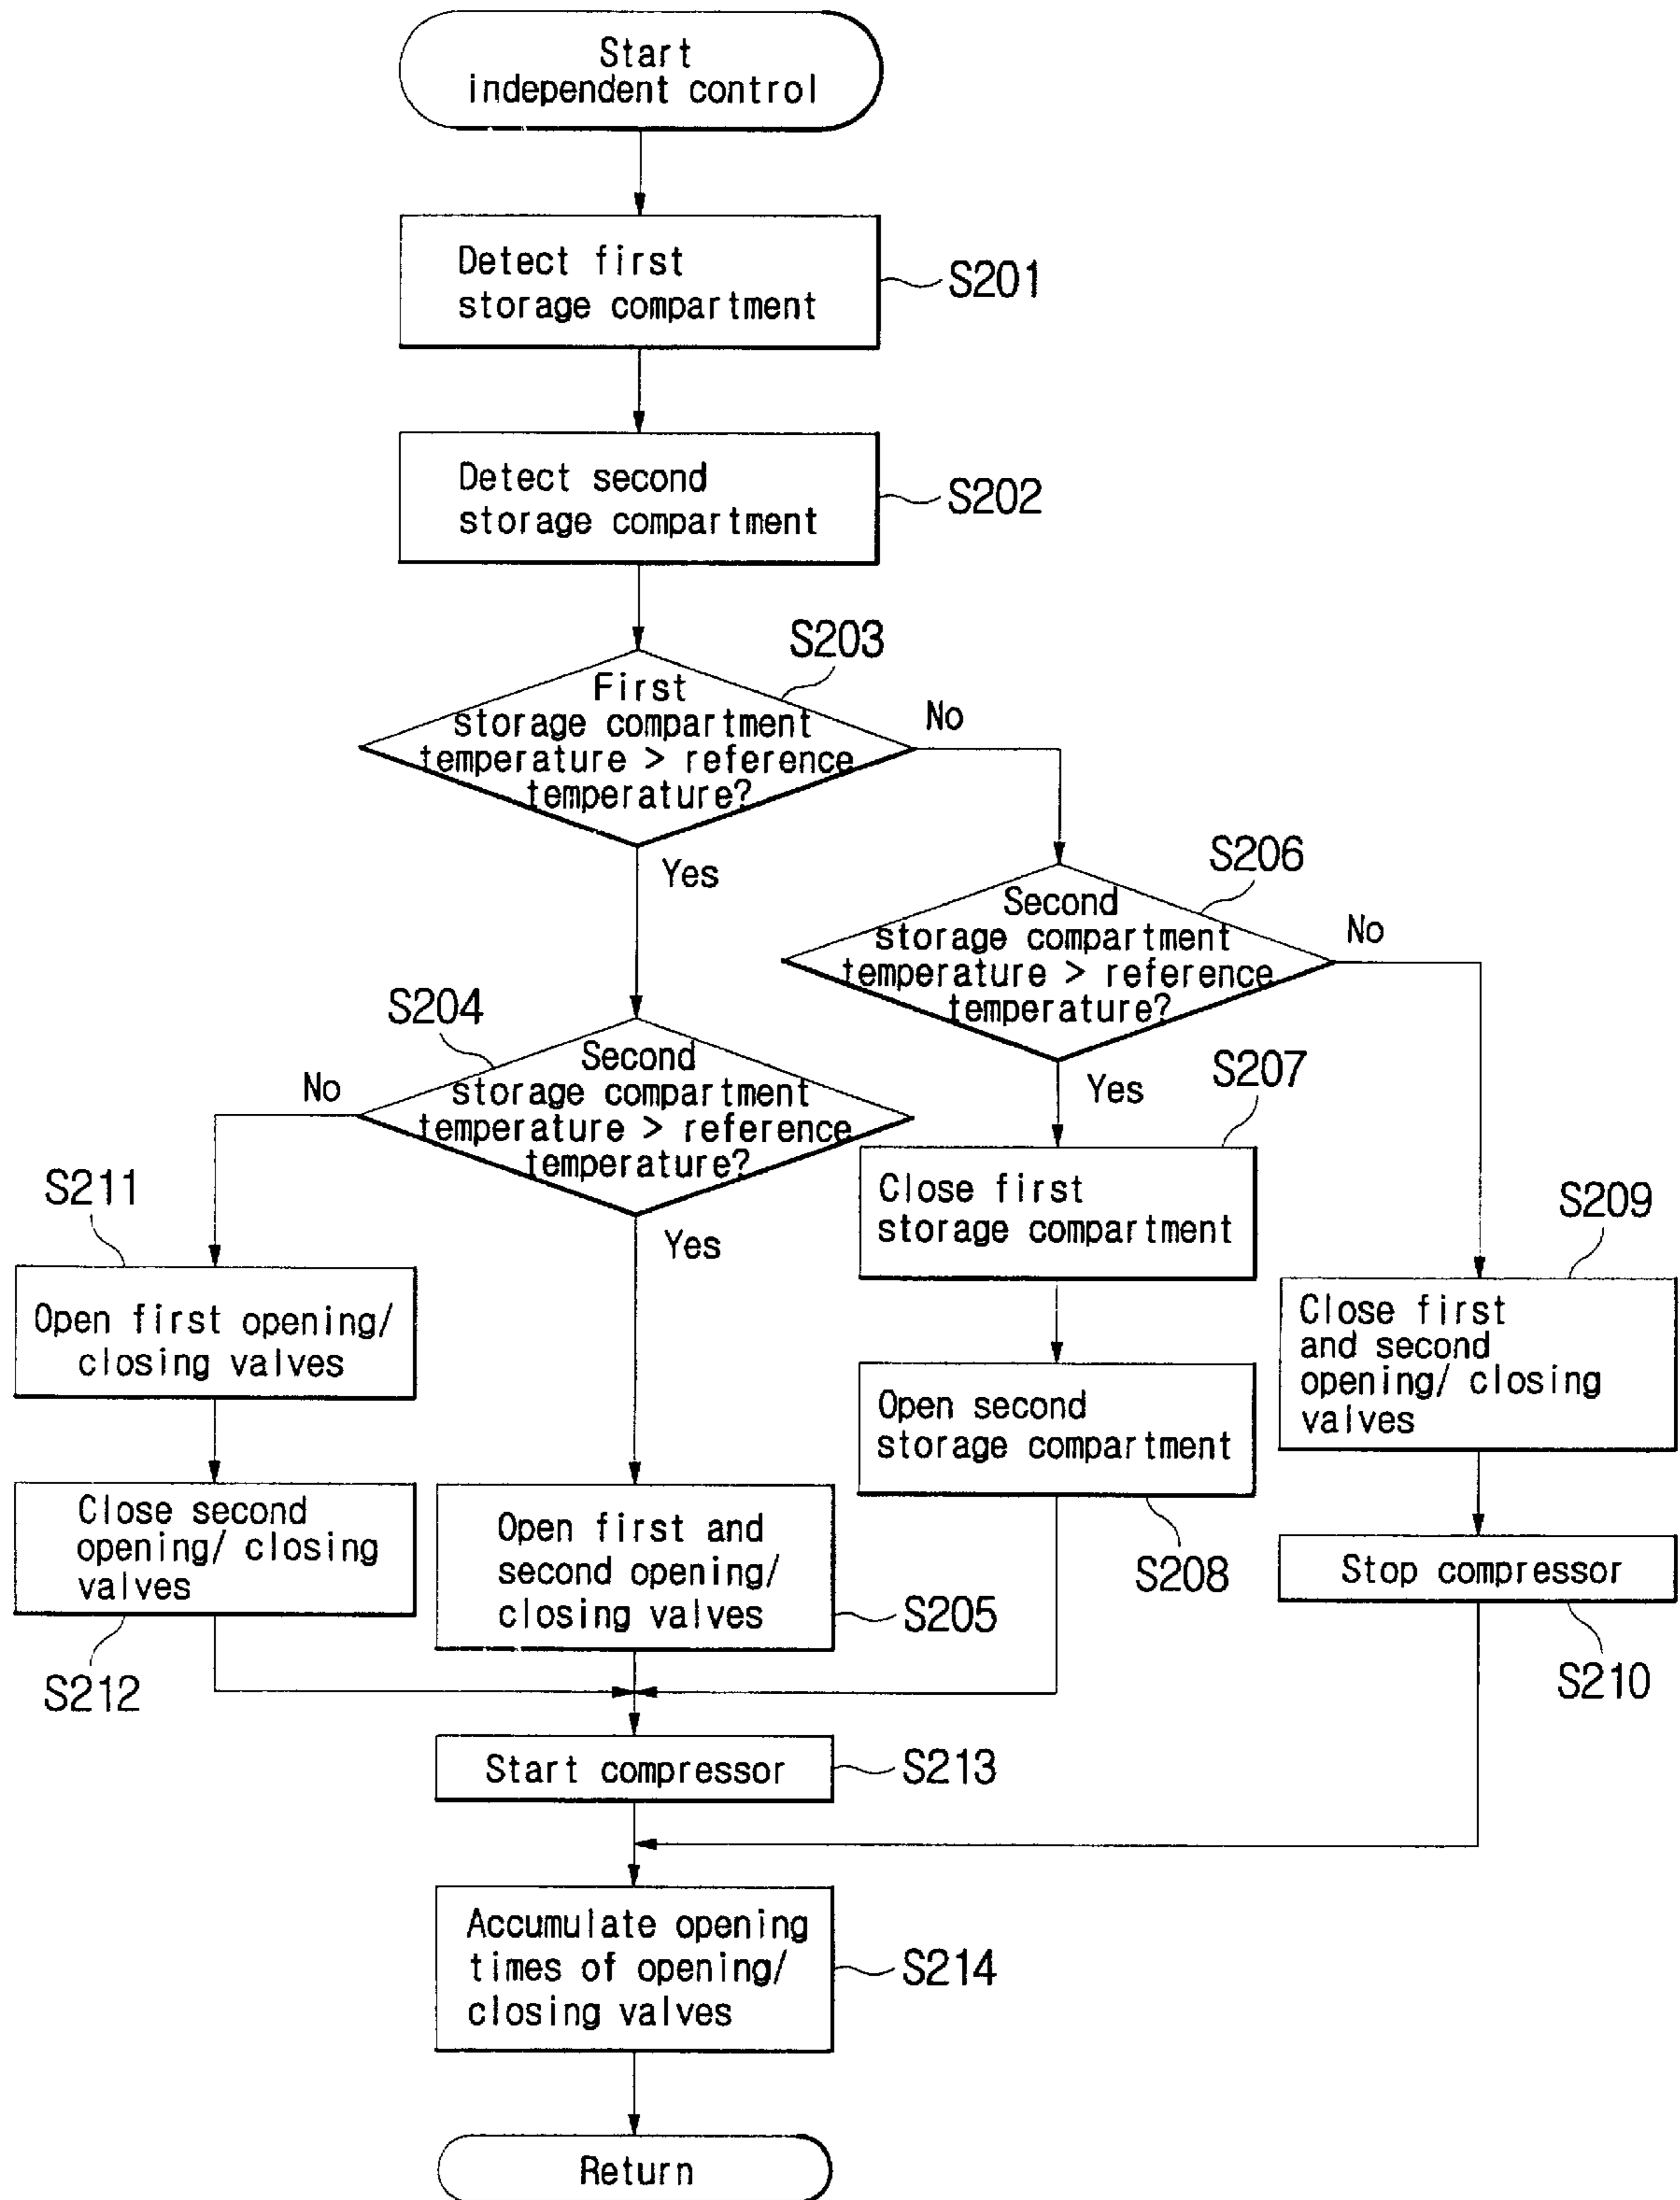 Start
independent control
Detect first
storage compartment
S201
Detect second
storage compartment
S202
S203
First
storage compartment
temperature > reference
temperature?
No
Yes
S206
Second
storage compartment
temperature > reference
temperature?
No
Yes
S204
Second
storage compartment
temperature > reference
temperature?
No
Yes
S207
Close first
storage compartment
S211
Open first opening/
closing valves
S209
Close first
and second
opening/ closing
valves
Open second
storage compartment
S208
Close second
opening/ closing
valves
S212
Open first and
second opening/
closing valves
S205
Stop compressor
S210
Start compressor
S213
Accumulate opening
times of opening/
closing valves
S214
Return